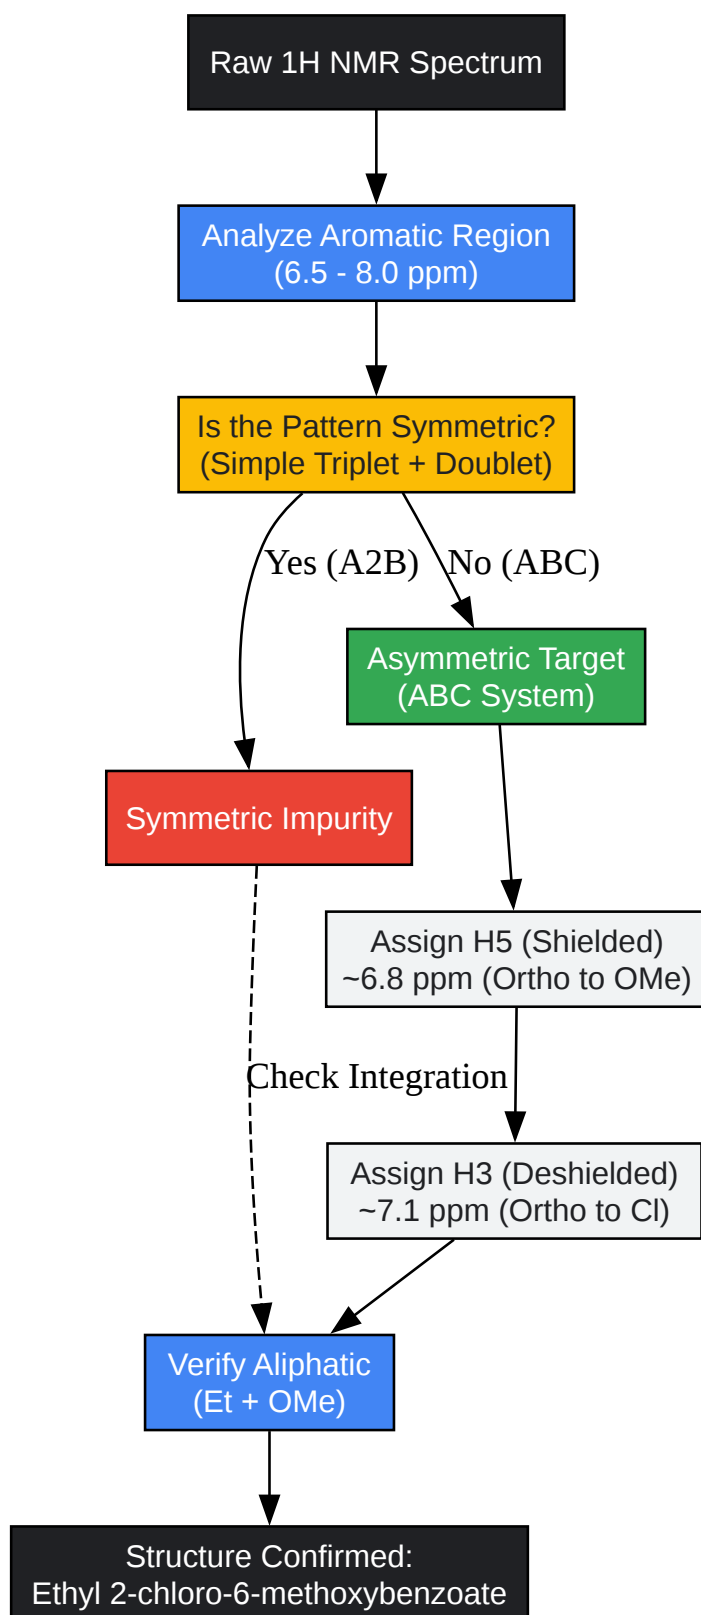 Raw 1H NMR Spectrum
Analyze Aromatic Region
(6.5 - 8.0 ppm)
Is the Pattern Symmetric?
(Simple Triplet + Doublet)
Yes (A2B)
No (ABC)
Asymmetric Target
(ABC System)
Symmetric Impurity
Assign H5 (Shielded)
~6.8 ppm (Ortho to OMe)
Check Integration
Assign H3 (Deshielded)
~7.1 ppm (Ortho to Cl)
Verify Aliphatic
(Et + OMe)
Structure Confirmed:
Ethyl 2-chloro-6-methoxybenzoate